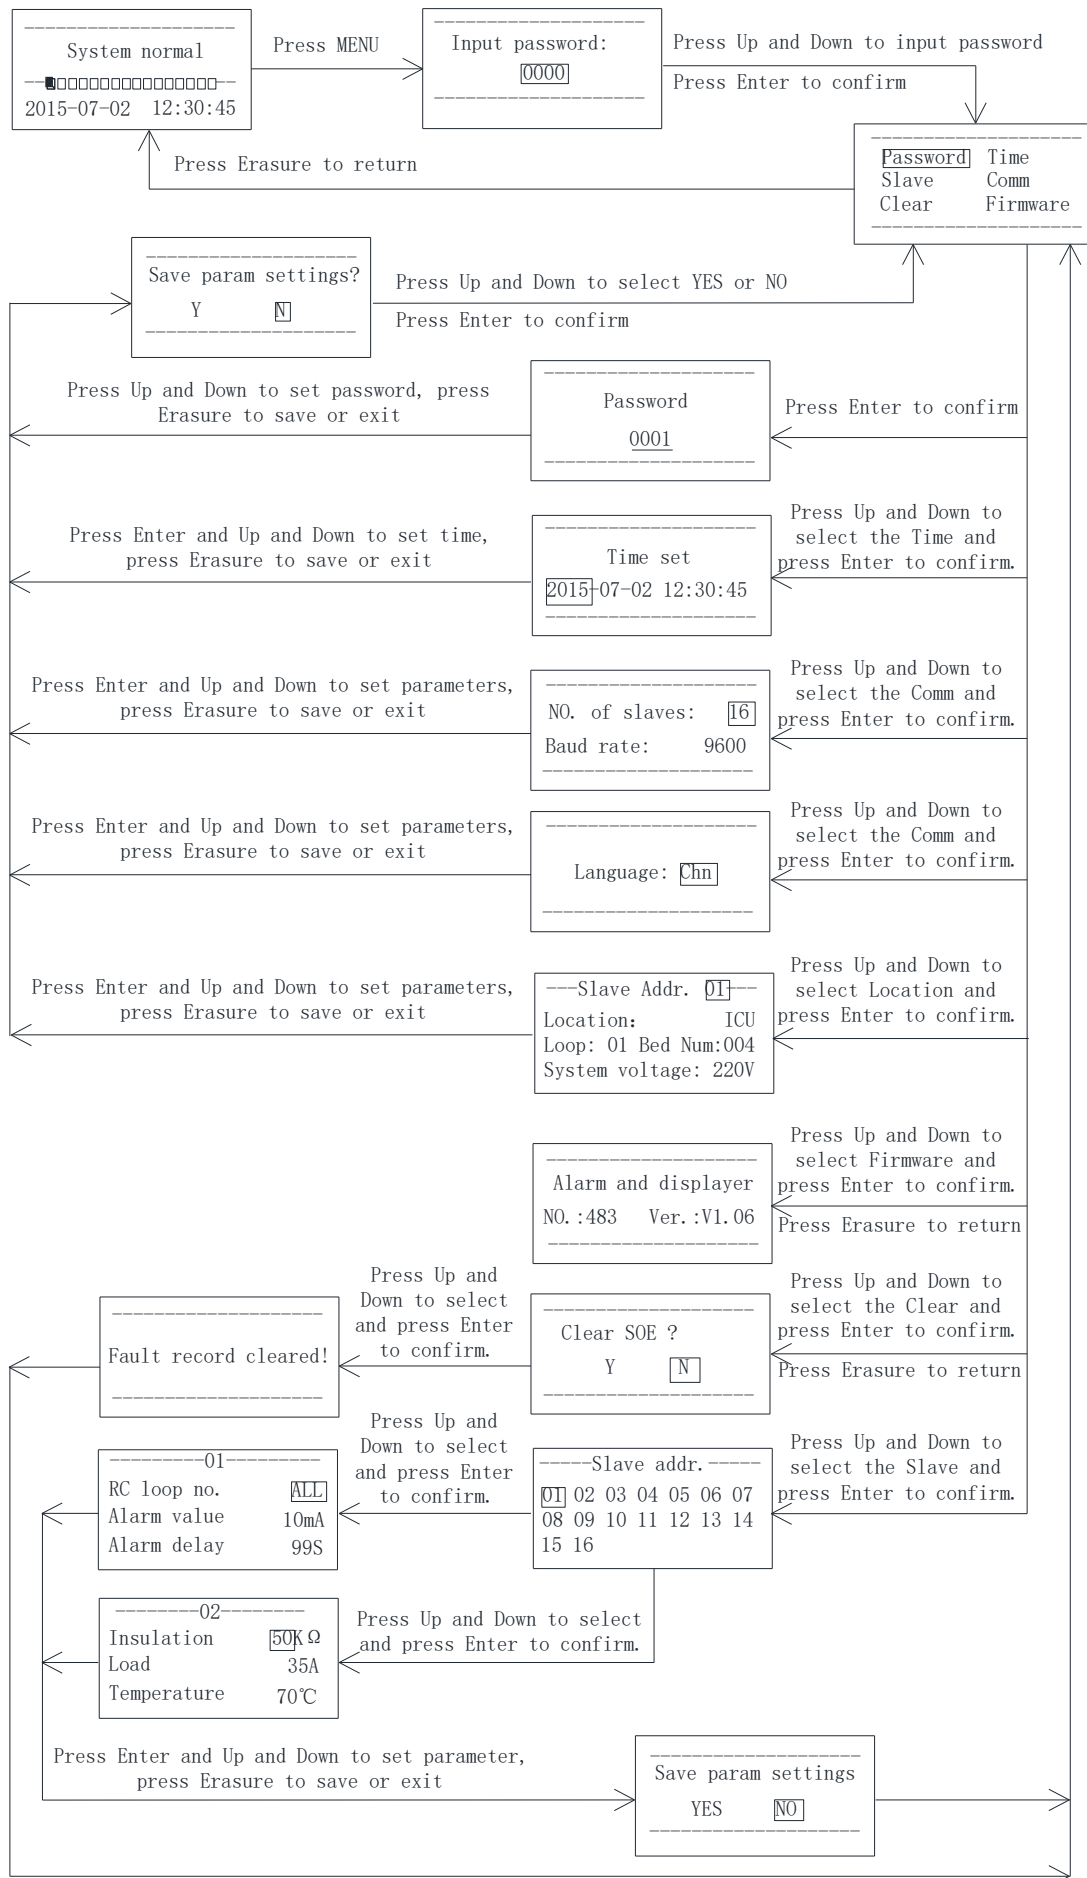 System normal
2015-07-02 12:30:45
Press MENU
Input password:
0000
Press Up and Down to input password
Press Enter to confirm
Password Time
Slave Comm
Clear Firmware
Press Erasure to return
Save param settings?
Y N
Press Up and Down to select YES or NO
Press Enter to confirm
Press Up and Down to set password, press
Erasure to save or exit
Password
0001
Press Enter to confirm
Press Enter and Up and Down to set time,
press Erasure to save or exit
Time set
2015-07-02 12:30:45
Press Up and Down to
select the Time and
press Enter to confirm.
Press Enter and Up and Down to set parameters,
press Erasure to save or exit
NO. of slaves: 16
Baud rate: 9600
Press Up and Down to
select the Comm and
press Enter to confirm.
Press Enter and Up and Down to set parameters,
press Erasure to save or exit
Language: Chn
Press Up and Down to
select the Comm and
press Enter to confirm.
Press Enter and Up and Down to set parameters,
press Erasure to save or exit
---Slave Addr. 01---
Location: ICU
Loop: 01 Bed Num:004
System voltage: 220V
Press Up and Down to
select Location and
press Enter to confirm.
Alarm and displayer
NO.:483 Ver.:V1.06
Press Up and Down to
select Firmware and
press Enter to confirm.
Press Erasure to return
Fault record cleared!
Press Up and
Down to select
and press Enter
to confirm.
Clear SOE ?
Y N
Press Up and Down to
select the Clear and
press Enter to confirm.
Press Erasure to return
---------01---------
RC loop no. ALL
Alarm value 10mA
Alarm delay 99S
Press Up and
Down to select
and press Enter
to confirm.
-----Slave addr.-----
01 02 03 04 05 06 07
08 09 10 11 12 13 14
15 16
Press Up and Down to
select the Slave and
press Enter to confirm.
--------02--------
Insulation 50KΩ
Load 35A
Temperature 70℃
Press Up and Down to select
and press Enter to confirm.
Press Enter and Up and Down to set parameter,
press Erasure to save or exit
Save param settings
YES NO